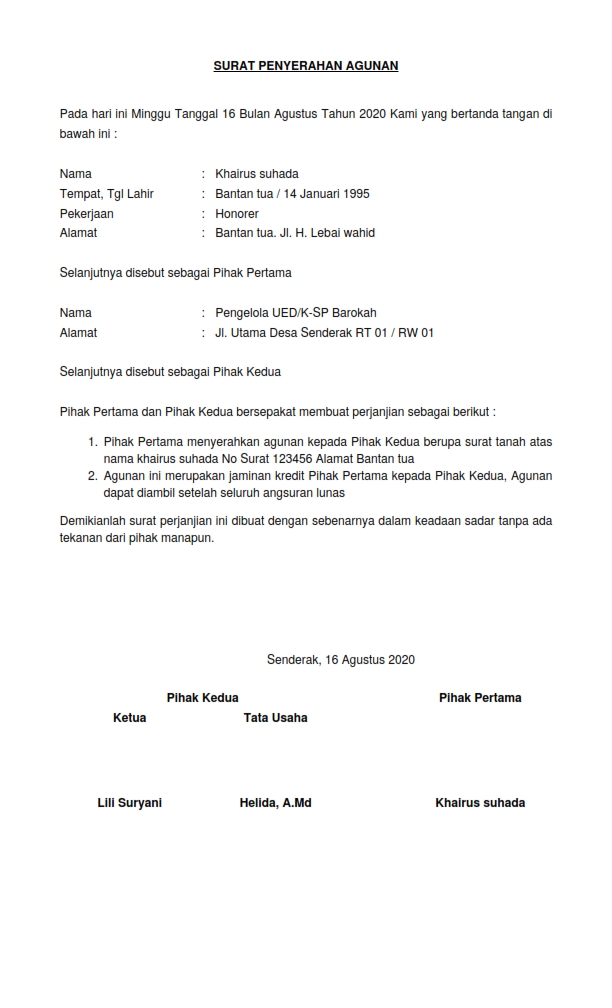 SURAT PENYERAHAN AGUNAN
Pada hari ini Minggu Tanggal 16 Bulan Agustus Tahun 2020 Kami yang bertanda tangan di
bawah ini :
Nama : Khairus suhada
Tempat, Tgl Lahir : Bantan tua / 14 Januari 1995
Pekerjaan : Honorer
Alamat : Bantan tua. Jl. H. Lebai wahid
Selanjutnya disebut sebagai Pihak Pertama
Nama : Pengelola UED/K-SP Barokah
Alamat : Jl. Utama Desa Senderak RT 01 / RW 01
Selanjutnya disebut sebagai Pihak Kedua
Pihak Pertama dan Pihak Kedua bersepakat membuat perjanjian sebagai berikut :
1. Pihak Pertama menyerahkan agunan kepada Pihak Kedua berupa surat tanah atas
nama khairus suhada No Surat 123456 Alamat Bantan tua
2. Agunan ini merupakan jaminan kredit Pihak Pertama kepada Pihak Kedua, Agunan
dapat diambil setelah seluruh angsuran lunas
Demikianlah surat perjanjian ini dibuat dengan sebenarnya dalam keadaan sadar tanpa ada
tekanan dari pihak manapun.
Senderak, 16 Agustus 2020
Pihak Kedua Pihak Pertama
Ketua Tata Usaha
Lili Suryani Helida, A.Md Khairus suhada